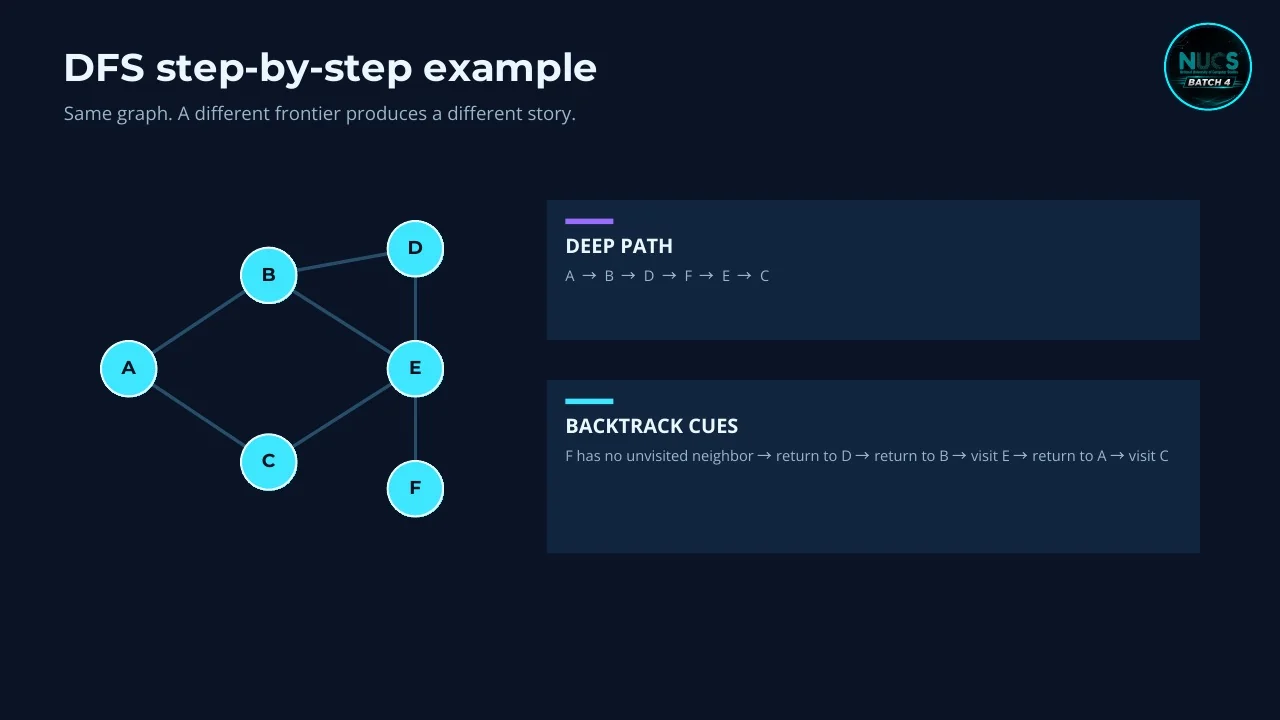 DFS step-by-step example
Same graph. A different frontier produces a different story.
NUCS
BATCH 4
D
B
DEEP PATH
A → B → D → F → E → C
A
E
BACKTRACK CUES
F has no unvisited neighbor → return to D → return to B → visit E → return to A → visit C
C
F